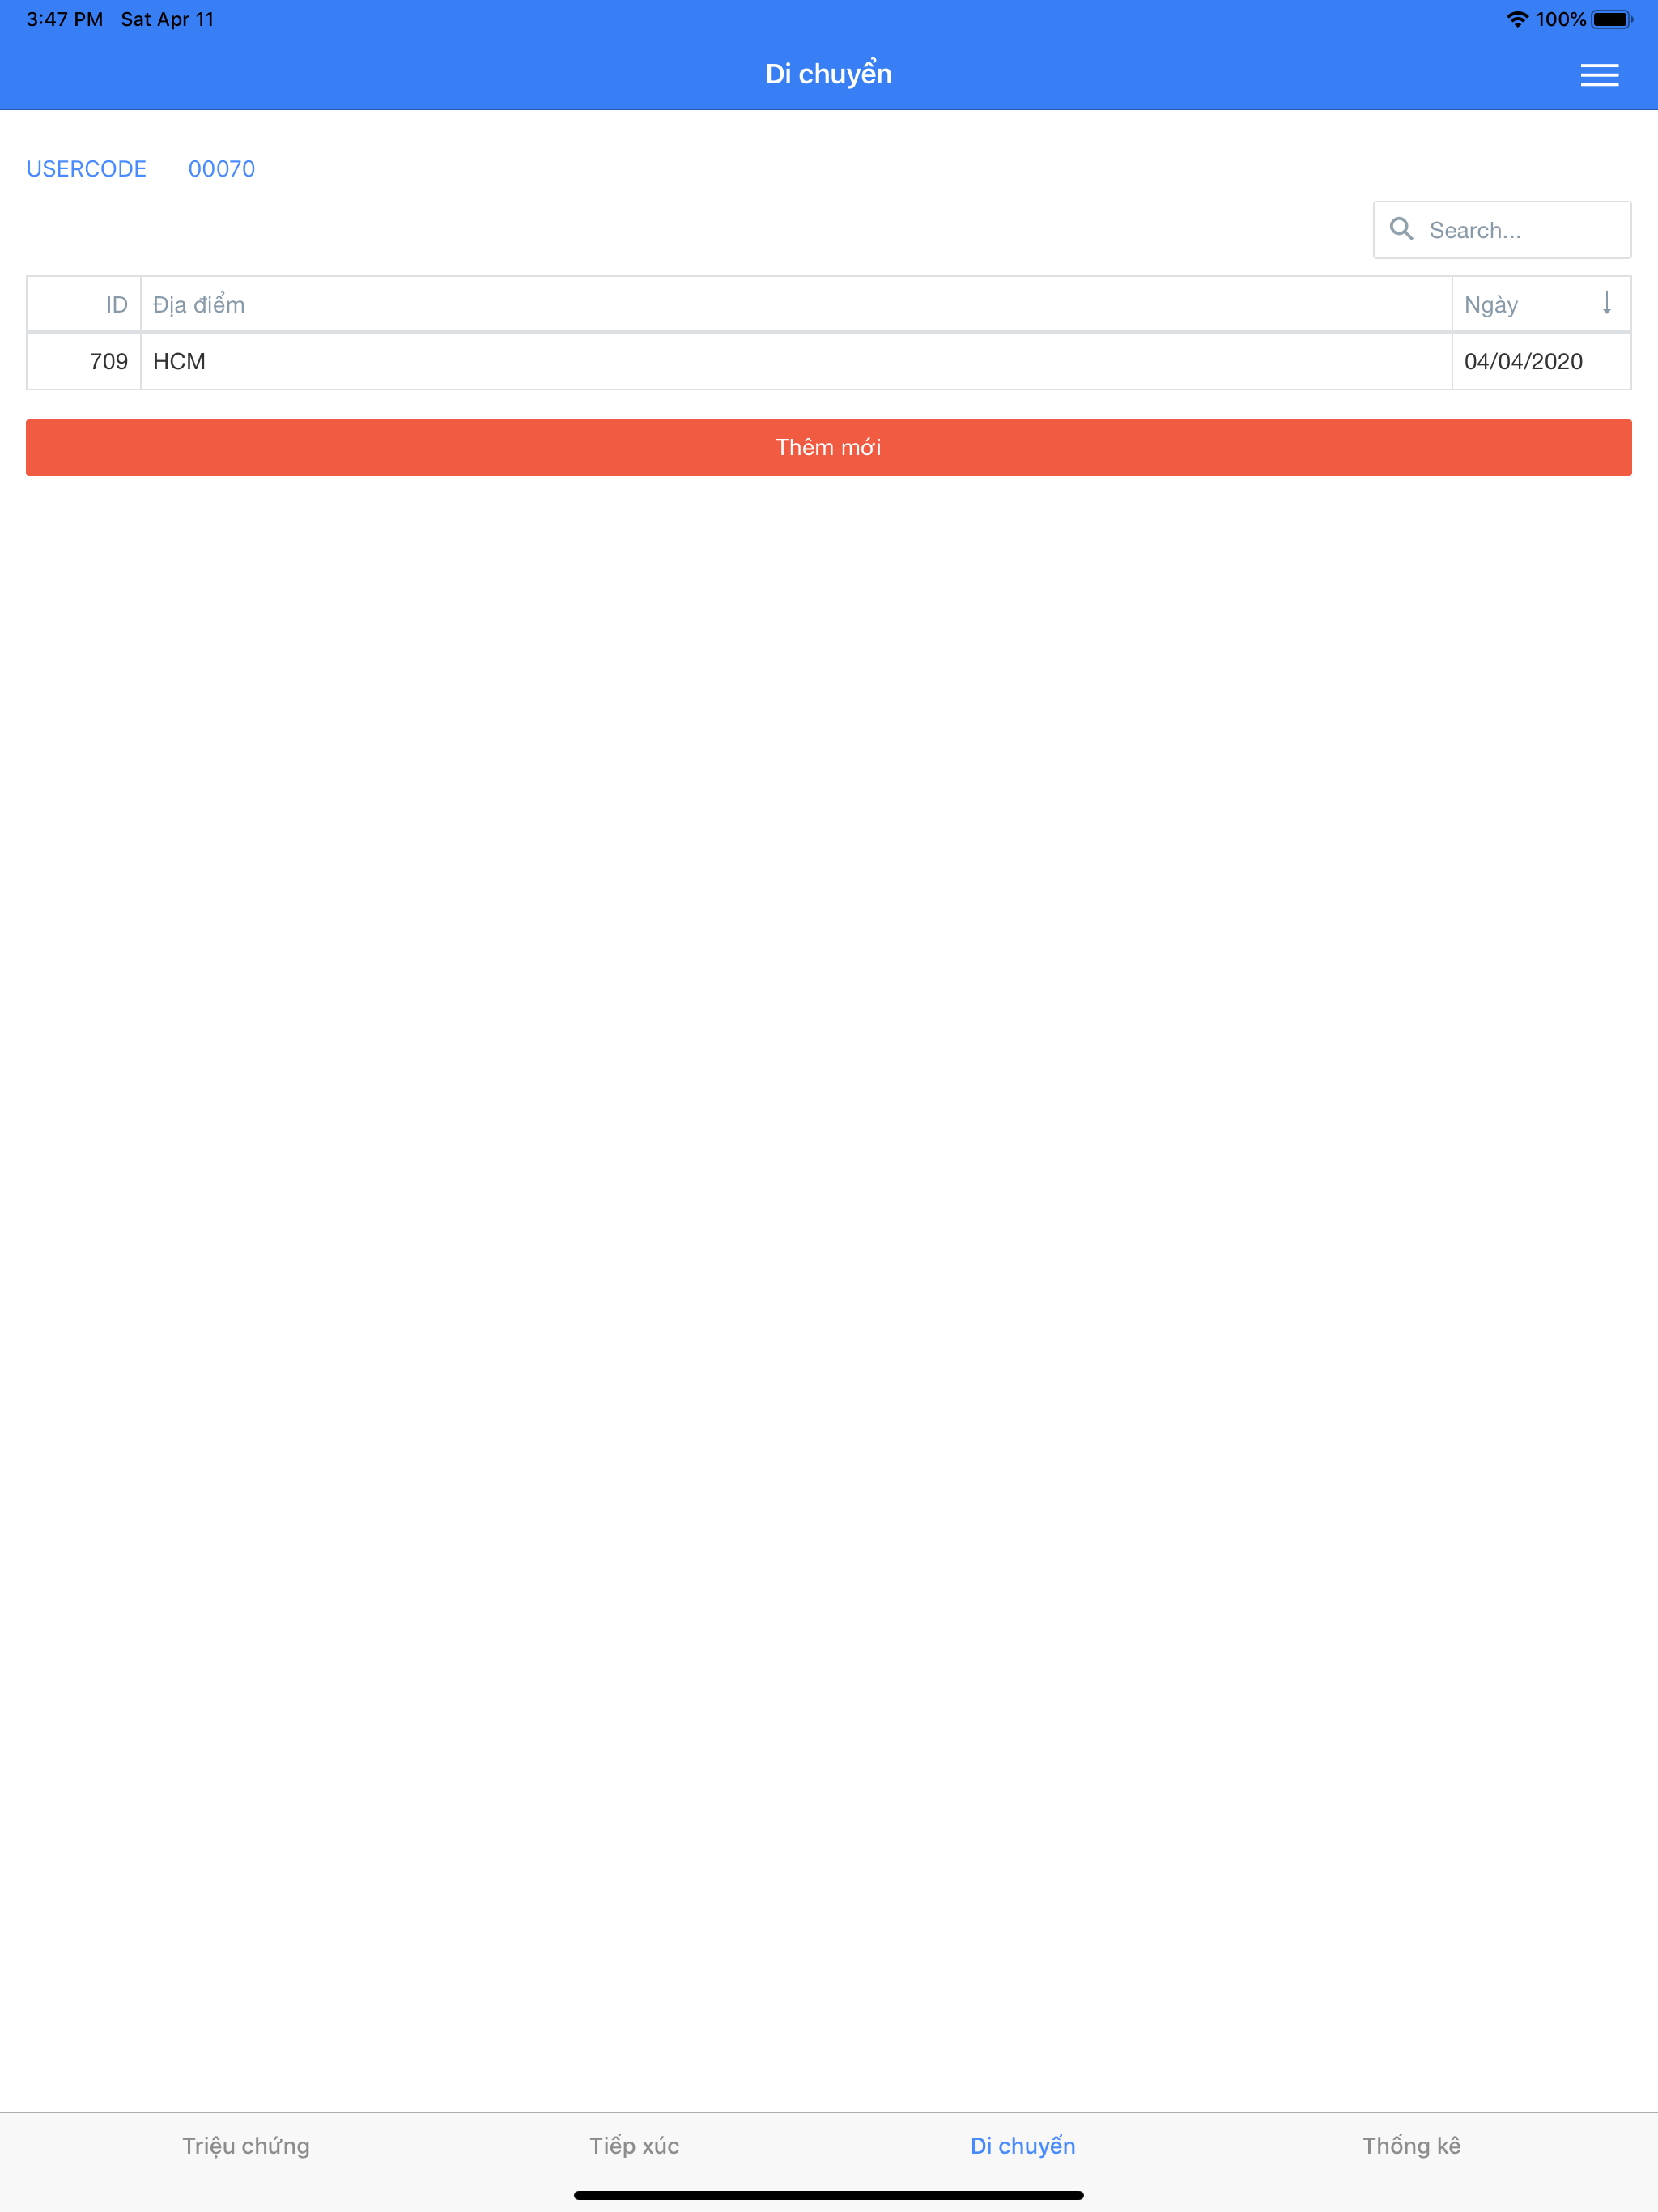 3:47 PM Sat Apr 11 100%
Di chuyển
USERCODE 00070
Search...
ID Địa điểm Ngày ↓
709 HCM 04/04/2020
Thêm mới
Triệu chứng Tiếp xúc Di chuyển Thống kê